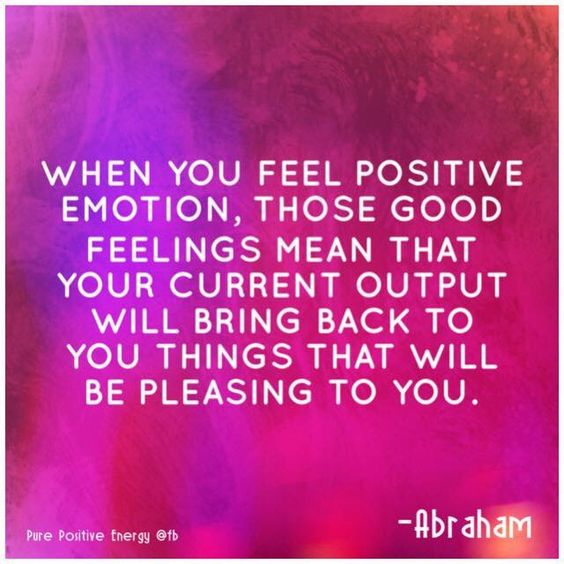 WHEN YOU FEEL POSITIVE
EMOTION, THOSE GOOD
FEELINGS MEAN THAT
YOUR CURRENT OUTPUT
WILL BRING BACK TO
YOU THINGS THAT WILL
BE PLEASING TO YOU.
-Abraham
Pure Positive Energy @fb